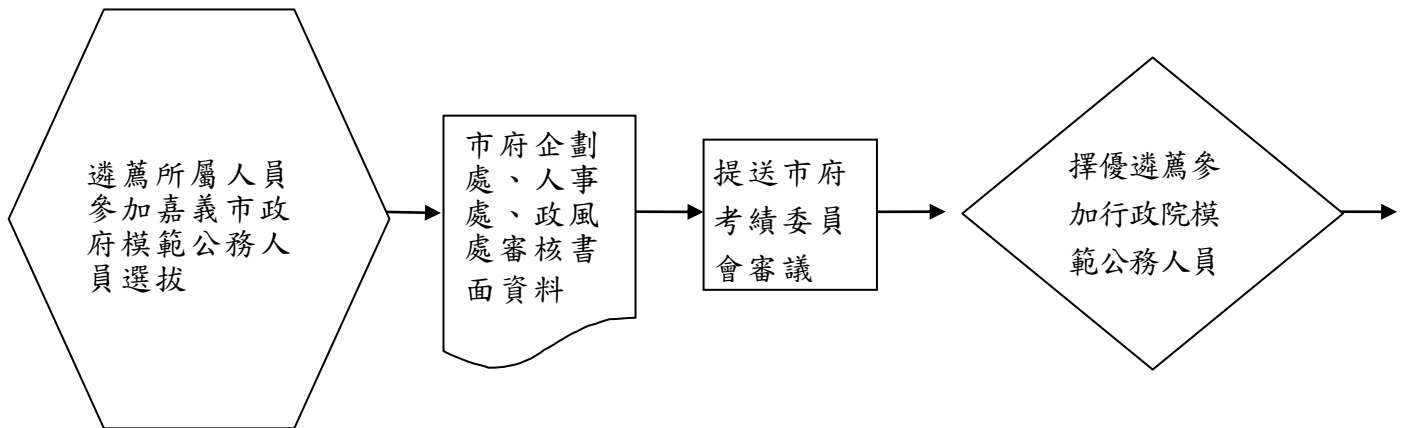 遴薦所屬人員
參加嘉義市政
府模範公務人
員選拔
市府企劃
處、人事
處、政風
處審核書
面資料
提送市府
考績委員
會審議
擇優遴薦參
加行政院模
範公務人員